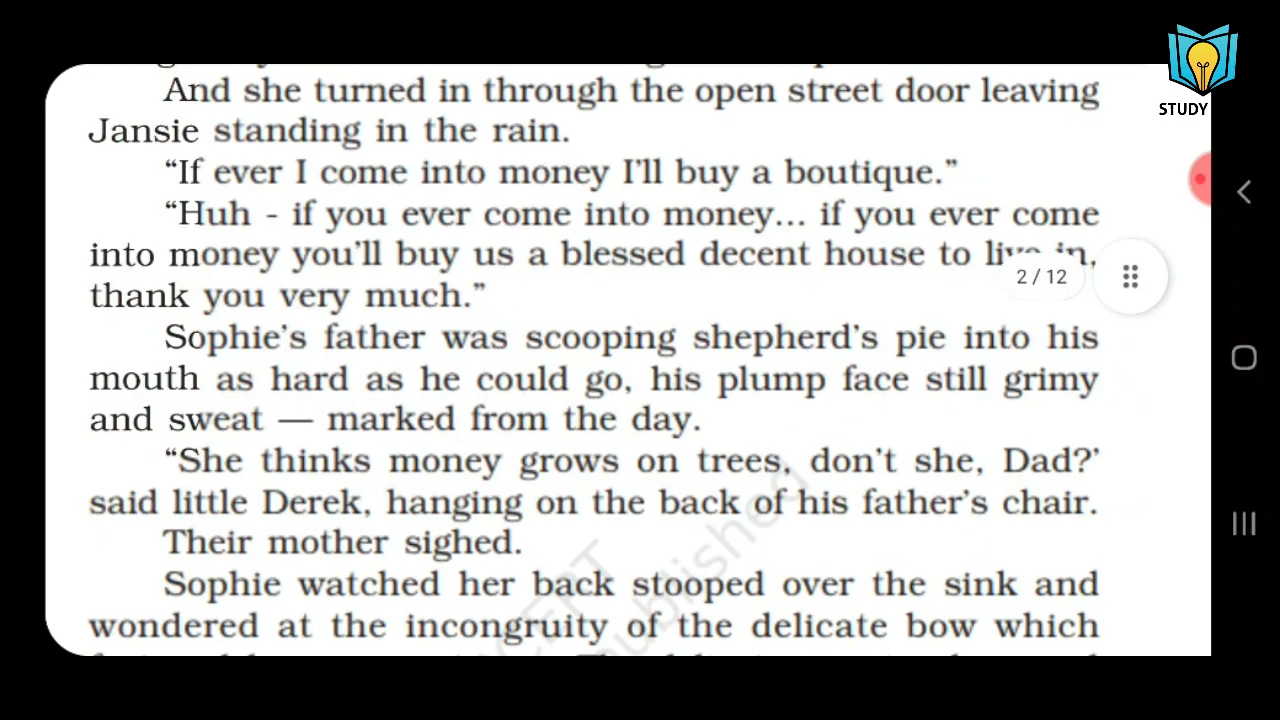 And she turned in through the open street door leaving
Jansie standing in the rain.
“If ever I come into money I’ll buy a boutique.”
“Huh - if you ever come into money... if you ever come
into money you’ll buy us a blessed decent house to live in,
thank you very much.”
Sophie’s father was scooping shepherd’s pie into his
mouth as hard as he could go, his plump face still grimy
and sweat — marked from the day.
“She thinks money grows on trees, don’t she, Dad?’
said little Derek, hanging on the back of his father’s chair.
Their mother sighed.
Sophie watched her back stooped over the sink and
wondered at the incongruity of the delicate bow which
STUDY
2 / 12